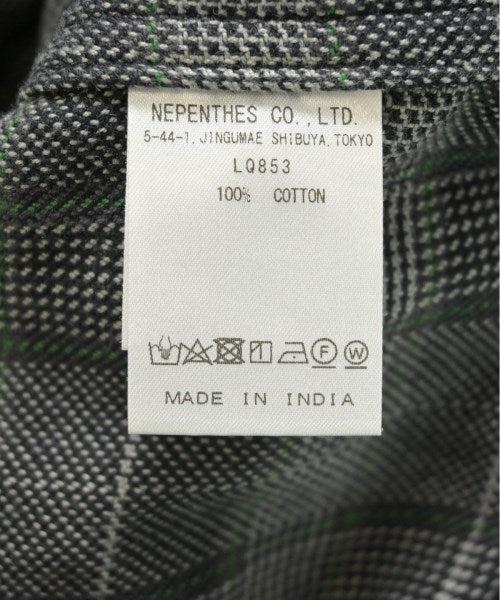 NEPENTHES CO.,LTD.
5-44-1, JINGUMAE SHIBUYA, TOKYO
LQ853
100% COTTON
F W
MADE IN INDIA